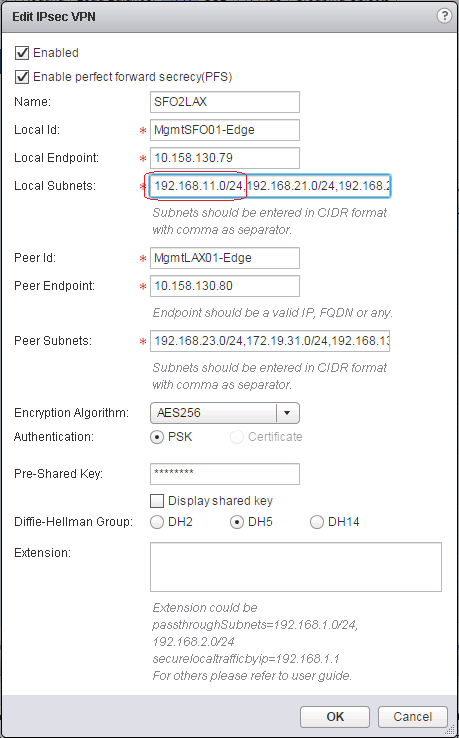 Edit IPsec VPN
?
Enabled
Enable perfect forward secrecy(PFS)
Name: SFO2LAX
Local Id: * MgmtSFO01-Edge
Local Endpoint: * 10.158.130.79
Local Subnets: * 192.168.11.0/24,192.168.21.0/24,192.168.2
Subnets should be entered in CIDR format
with comma as separator.
Peer Id: * MgmtLAX01-Edge
Peer Endpoint: * 10.158.130.80
Endpoint should be a valid IP, FQDN or any.
Peer Subnets: * 192.168.23.0/24,172.19.31.0/24,192.168.13
Subnets should be entered in CIDR format
with comma as separator.
Encryption Algorithm: AES256
Authentication: PSK Certificate
Pre-Shared Key: ********
Display shared key
Diffie-Hellman Group: DH2 DH5 DH14
Extension:
Extension could be
passthroughSubnets=192.168.1.0/24,
192.168.2.0/24
securelocaltrafficbyip=192.168.1.1
For others please refer to user guide.
OK Cancel